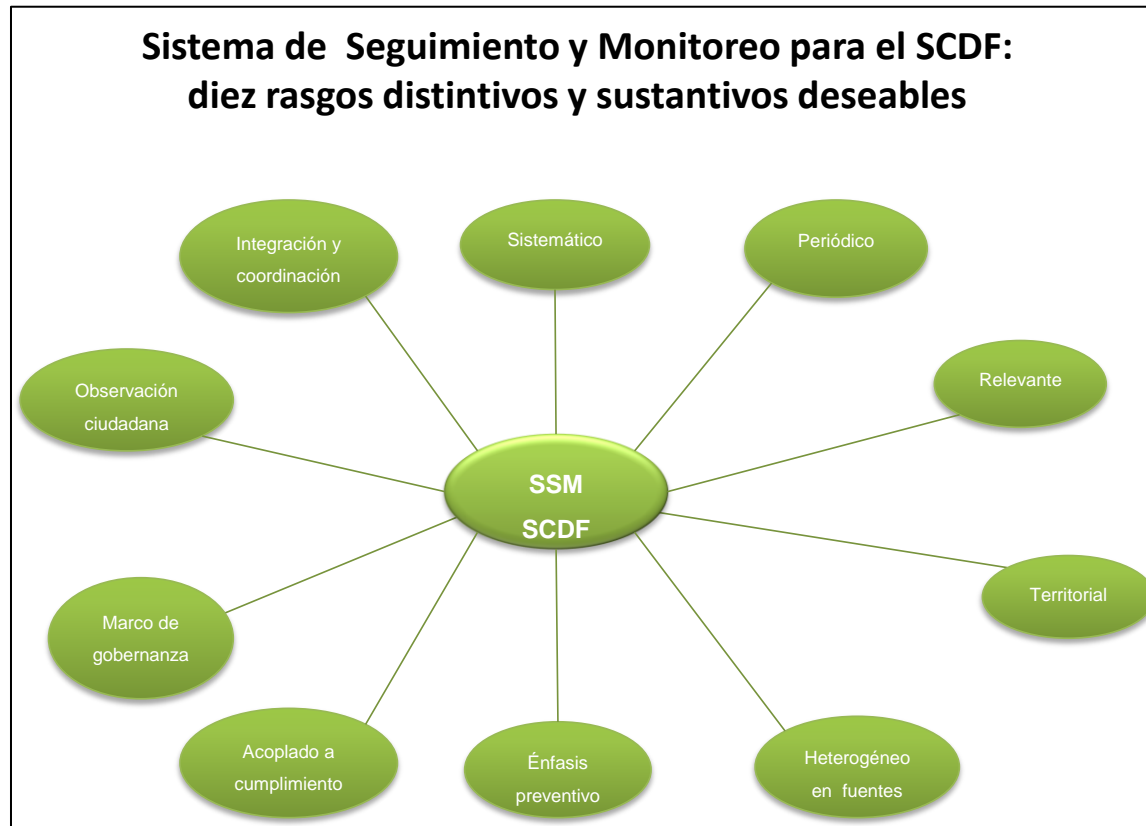 Sistema de Seguimiento y Monitoreo para el SCDF:
diez rasgos distintivos y sustantivos deseables
Integración y
coordinación
Sistemático
Periódico
Observación
ciudadana
Relevante
SSM
SCDF
Marco de
gobernanza
Territorial
Acoplado a
cumplimiento
Énfasis
preventivo
Heterogéneo
en fuentes